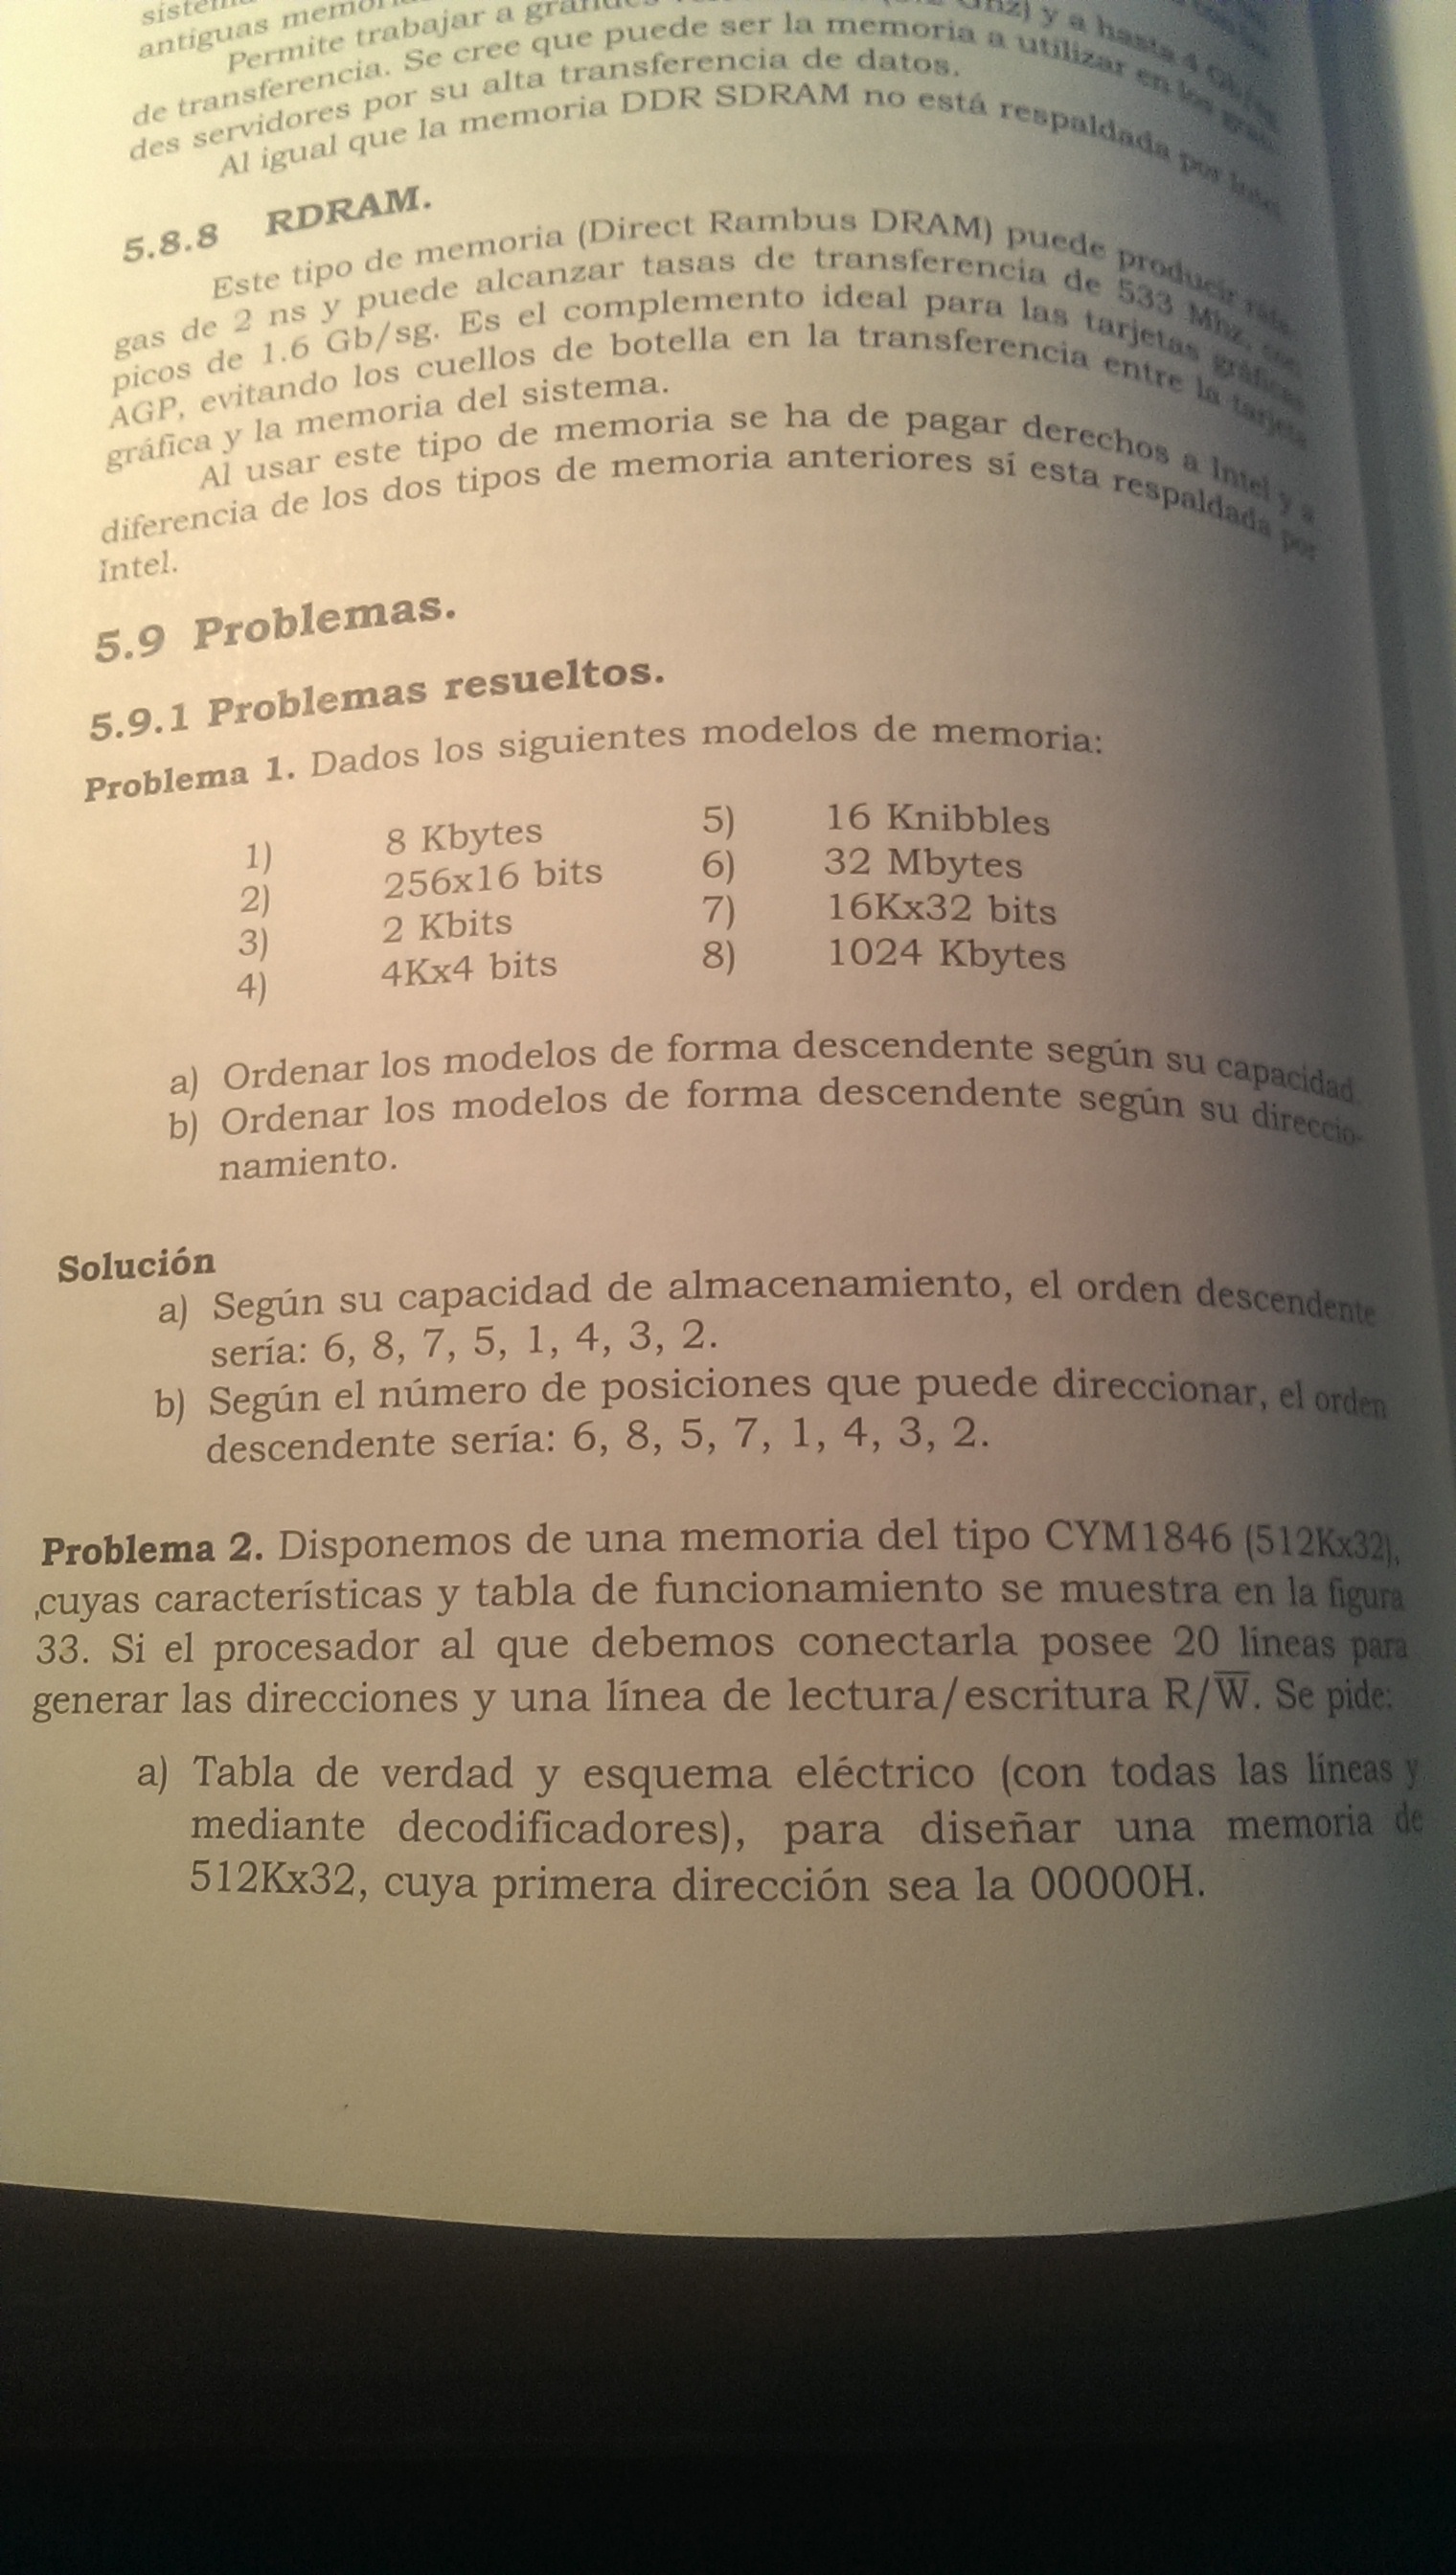 antiguas
Permite trabajar a
y a hasta 4
de transferencia. Se cree que puede ser la memoria a utilizar en los gran-
des servidores por su alta transferencia de datos.
Al igual que la memoria DDR SDRAM no está respaldada por Intel.
5.8.8 RDRAM.
Este tipo de memoria (Direct Rambus DRAM) puede producir ráfa-
gas de 2 ns y puede alcanzar tasas de transferencia de 533 Mhz, con
picos de 1.6 Gb/sg. Es el complemento ideal para las tarjetas gráficas
AGP, evitando los cuellos de botella en la transferencia entre la tarjeta
gráfica y la memoria del sistema.
Al usar este tipo de memoria se ha de pagar derechos a Intel y a
diferencia de los dos tipos de memoria anteriores sí esta respaldada por
Intel.
5.9 Problemas.
5.9.1 Problemas resueltos.
Problema 1. Dados los siguientes modelos de memoria:
1) 8 Kbytes 5) 16 Knibbles
2) 256x16 bits 6) 32 Mbytes
3) 2 Kbits 7) 16Kx32 bits
4) 4Kx4 bits 8) 1024 Kbytes
a) Ordenar los modelos de forma descendente según su capacidad.
b) Ordenar los modelos de forma descendente según su direccio-
namiento.
Solución
a) Según su capacidad de almacenamiento, el orden descendente
sería: 6, 8, 7, 5, 1, 4, 3, 2.
b) Según el número de posiciones que puede direccionar, el orden
descendente sería: 6, 8, 5, 7, 1, 4, 3, 2.
Problema 2. Disponemos de una memoria del tipo CYM1846 (512Kx32),
,cuyas características y tabla de funcionamiento se muestra en la figura
33. Si el procesador al que debemos conectarla posee 20 líneas para
generar las direcciones y una línea de lectura/escritura R/W̅. Se pide:
a) Tabla de verdad y esquema eléctrico (con todas las líneas y
mediante decodificadores), para diseñar una memoria de
512Kx32, cuya primera dirección sea la 00000H.